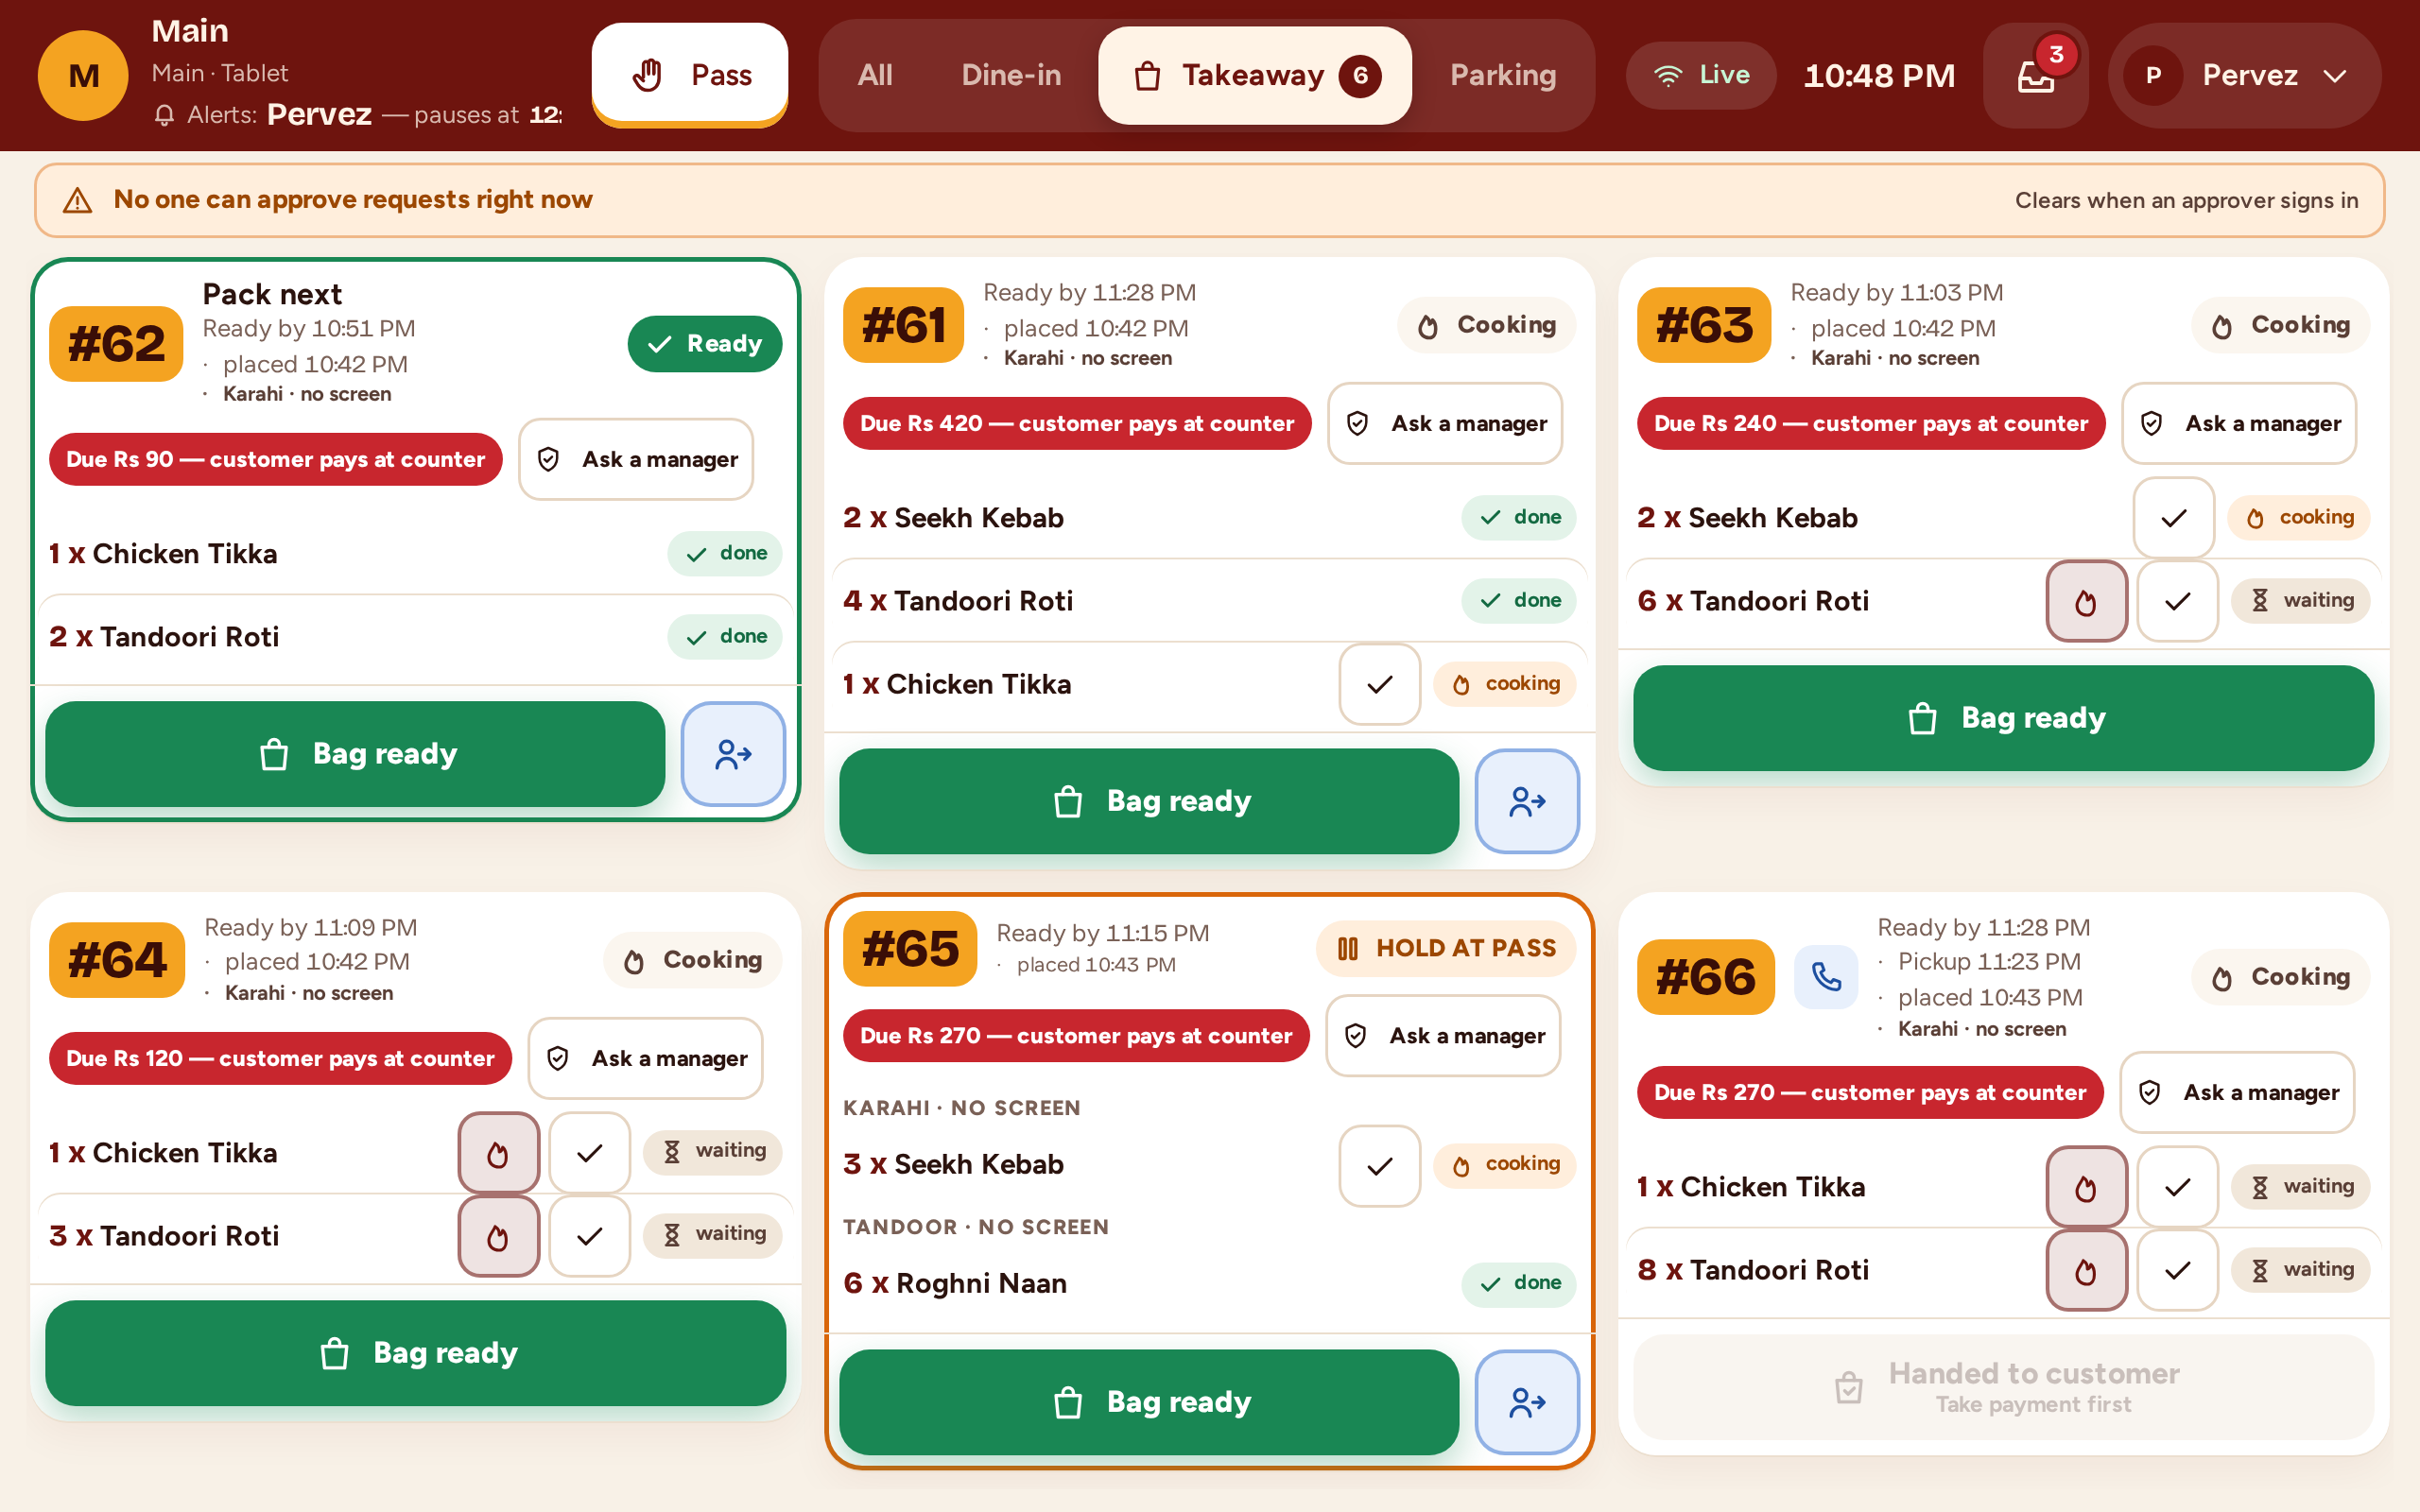 M
Main
Main · Tablet
Alerts: Pervez — pauses at 12:
Pass
All
Dine-in
Takeaway 6
Parking
Live
10:48 PM
3
P
Pervez
No one can approve requests right now
Clears when an approver signs in
#62
Pack next
Ready by 10:51 PM
· placed 10:42 PM
· Karahi · no screen
Ready
Due Rs 90 — customer pays at counter
Ask a manager
1 x Chicken Tikka
done
2 x Tandoori Roti
done
Bag ready
#61
Ready by 11:28 PM
· placed 10:42 PM
· Karahi · no screen
Cooking
Due Rs 420 — customer pays at counter
Ask a manager
2 x Seekh Kebab
done
4 x Tandoori Roti
done
1 x Chicken Tikka
cooking
Bag ready
#63
Ready by 11:03 PM
· placed 10:42 PM
· Karahi · no screen
Cooking
Due Rs 240 — customer pays at counter
Ask a manager
2 x Seekh Kebab
cooking
6 x Tandoori Roti
waiting
Bag ready
#64
Ready by 11:09 PM
· placed 10:42 PM
· Karahi · no screen
Cooking
Due Rs 120 — customer pays at counter
Ask a manager
1 x Chicken Tikka
waiting
3 x Tandoori Roti
waiting
Bag ready
#65
Ready by 11:15 PM
· placed 10:43 PM
HOLD AT PASS
Due Rs 270 — customer pays at counter
Ask a manager
KARAHI · NO SCREEN
3 x Seekh Kebab
cooking
TANDOOR · NO SCREEN
6 x Roghni Naan
done
Bag ready
#66
Ready by 11:28 PM
· Pickup 11:23 PM
· placed 10:43 PM
· Karahi · no screen
Cooking
Due Rs 270 — customer pays at counter
Ask a manager
1 x Chicken Tikka
waiting
8 x Tandoori Roti
waiting
Handed to customer
Take payment first